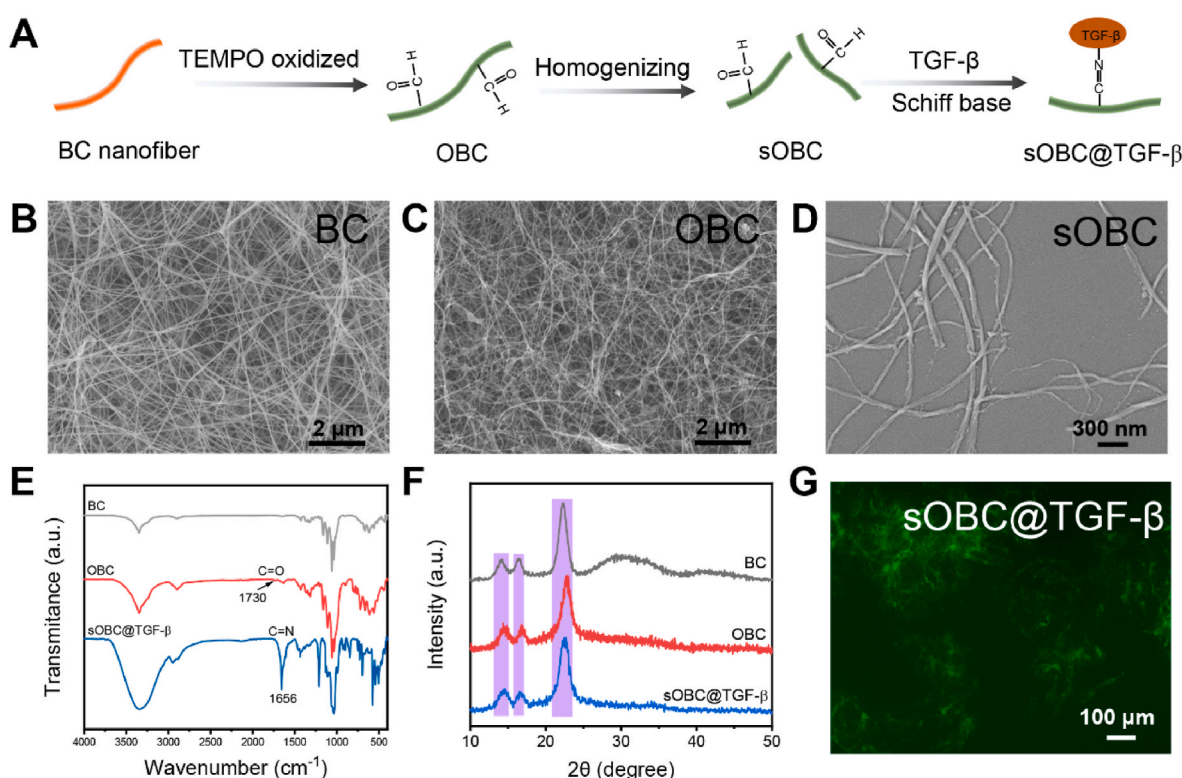 A
TEMPO oxidized
Homogenizing
TGF-β
Schiff base
H
C
O
O
C
H
H
C
O
C
O
H
TGF-β
N
C
BC nanofiber
OBC
sOBC
sOBC@TGF-β
B
BC
2 μm
C
OBC
2 μm
D
sOBC
300 nm
E
BC
OBC
C=O
1730
sOBC@TGF-β
C=N
1656
Transmitance (a.u.)
4000 3500 3000 2500 2000 1500 1000 500
Wavenumber (cm⁻¹)
F
BC
OBC
sOBC@TGF-β
Intensity (a.u.)
10 20 30 40 50
2θ (degree)
G
sOBC@TGF-β
100 μm